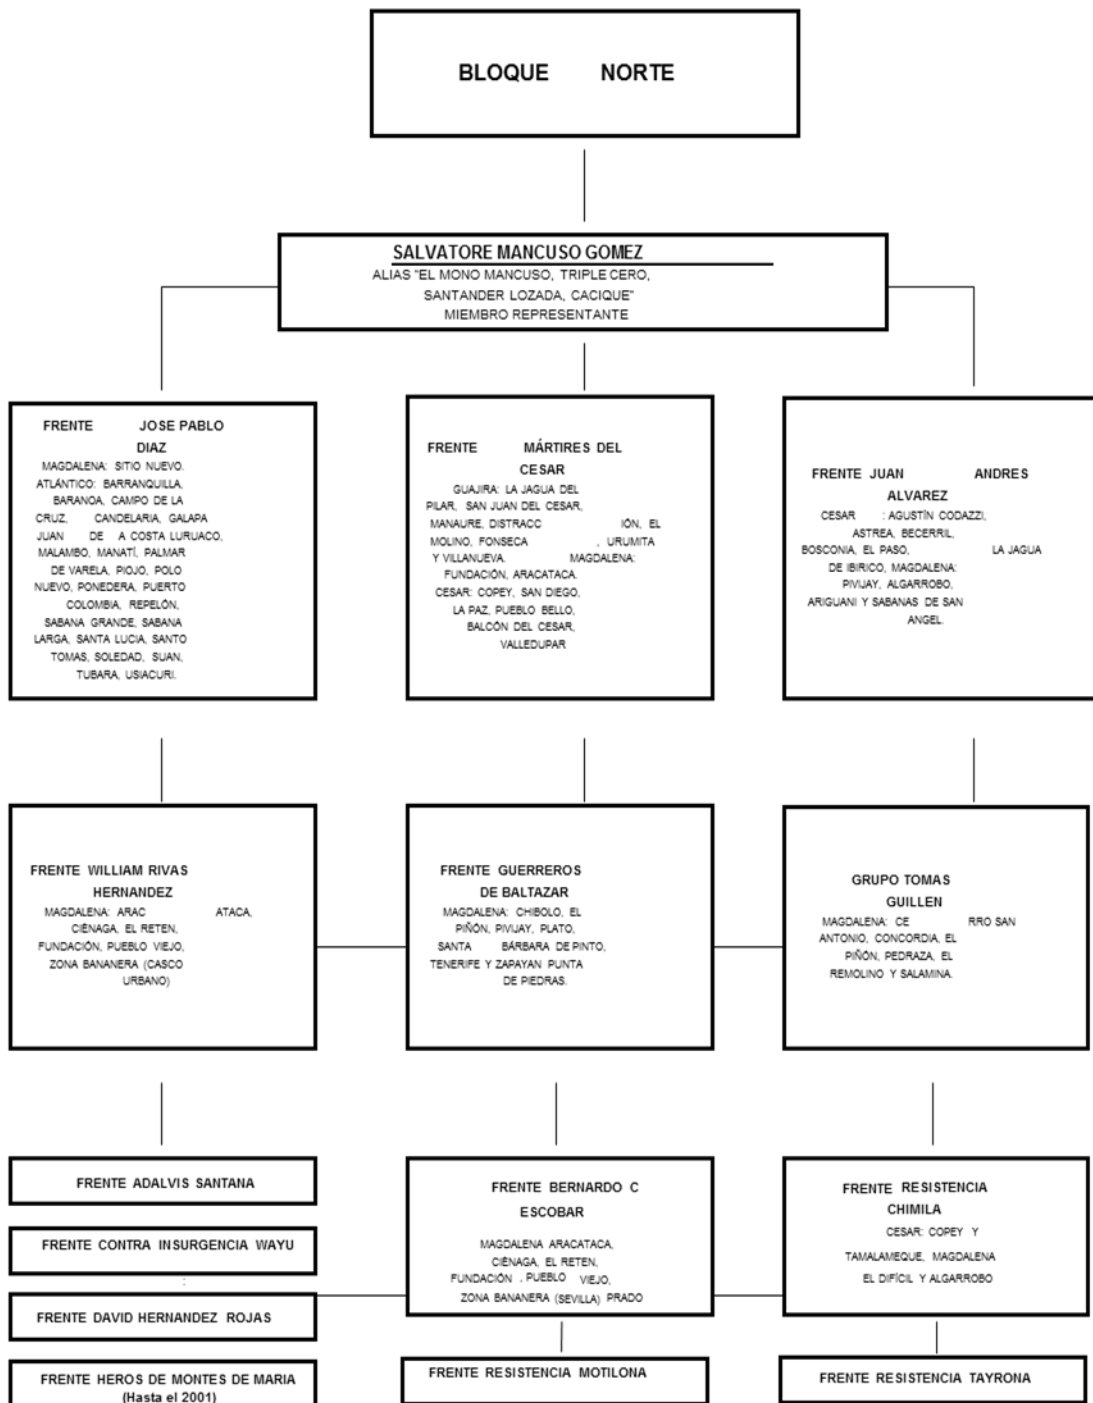 BLOQUE NORTE
SALVATORE MANCUSO GOMEZ
ALIAS "EL MONO MANCUSO, TRIPLE CERO,
SANTANDER LOZADA, CACIQUE"
MIEMBRO REPRESENTANTE
FRENTE JOSE PABLO
DIAZ
MAGDALENA: SITIO NUEVO.
ATLÁNTICO: BARRANQUILLA,
BARANOA, CAMPO DE LA
CRUZ, CANDELARIA, GALAPA
JUAN DE A COSTA LURUACO,
MALAMBO, MANATÍ, PALMAR
DE VARELA, PIOJO, POLO
NUEVO, PONEDERA, PUERTO
COLOMBIA, REPELÓN,
SABANA GRANDE, SABANA
LARGA, SANTA LUCIA, SANTO
TOMAS, SOLEDAD, SUAN,
TUBARA, USIACURI.
FRENTE MÁRTIRES DEL
CESAR
GUAJIRA: LA JAGUA DEL
PILAR, SAN JUAN DEL CESAR,
MANAURE, DISTRACC IÓN, EL
MOLINO, FONSECA , URUMITA
Y VILLANUEVA. MAGDALENA:
FUNDACIÓN, ARACATACA.
CESAR: COPEY, SAN DIEGO,
LA PAZ, PUEBLO BELLO,
BALCÓN DEL CESAR,
VALLEDUPAR
FRENTE JUAN ANDRES
ALVAREZ
CESAR : AGUSTÍN CODAZZI,
ASTREA, BECERRIL,
BOSCONIA, EL PASO, LA JAGUA
DE IBIRICO, MAGDALENA:
PIVIJAY, ALGARROBO,
ARIGUANI Y SABANAS DE SAN
ANGEL.
FRENTE WILLIAM RIVAS
HERNANDEZ
MAGDALENA: ARAC ATACA,
CIÉNAGA, EL RETEN,
FUNDACIÓN, PUEBLO VIEJO,
ZONA BANANERA (CASCO
URBANO)
FRENTE GUERREROS
DE BALTAZAR
MAGDALENA: CHIBOLO, EL
PIÑÓN, PIVIJAY, PLATO,
SANTA BÁRBARA DE PINTO,
TENERIFE Y ZAPAYAN PUNTA
DE PIEDRAS.
GRUPO TOMAS
GUILLEN
MAGDALENA: CE RRO SAN
ANTONIO, CONCORDIA, EL
PIÑÓN, PEDRAZA, EL
REMOLINO Y SALAMINA.
FRENTE ADALVIS SANTANA
FRENTE CONTRA INSURGENCIA WAYU
:
FRENTE DAVID HERNANDEZ ROJAS
FRENTE HEROS DE MONTES DE MARIA
(Hasta el 2001)
FRENTE BERNARDO C
ESCOBAR
MAGDALENA ARACATACA,
CIÉNAGA, EL RETEN,
FUNDACIÓN , PUEBLO VIEJO,
ZONA BANANERA (SEVILLA) PRADO
FRENTE RESISTENCIA MOTILONA
FRENTE RESISTENCIA
CHIMILA
CESAR: COPEY Y
TAMALAMEQUE, MAGDALENA
EL DIFÍCIL Y ALGARROBO
FRENTE RESISTENCIA TAYRONA